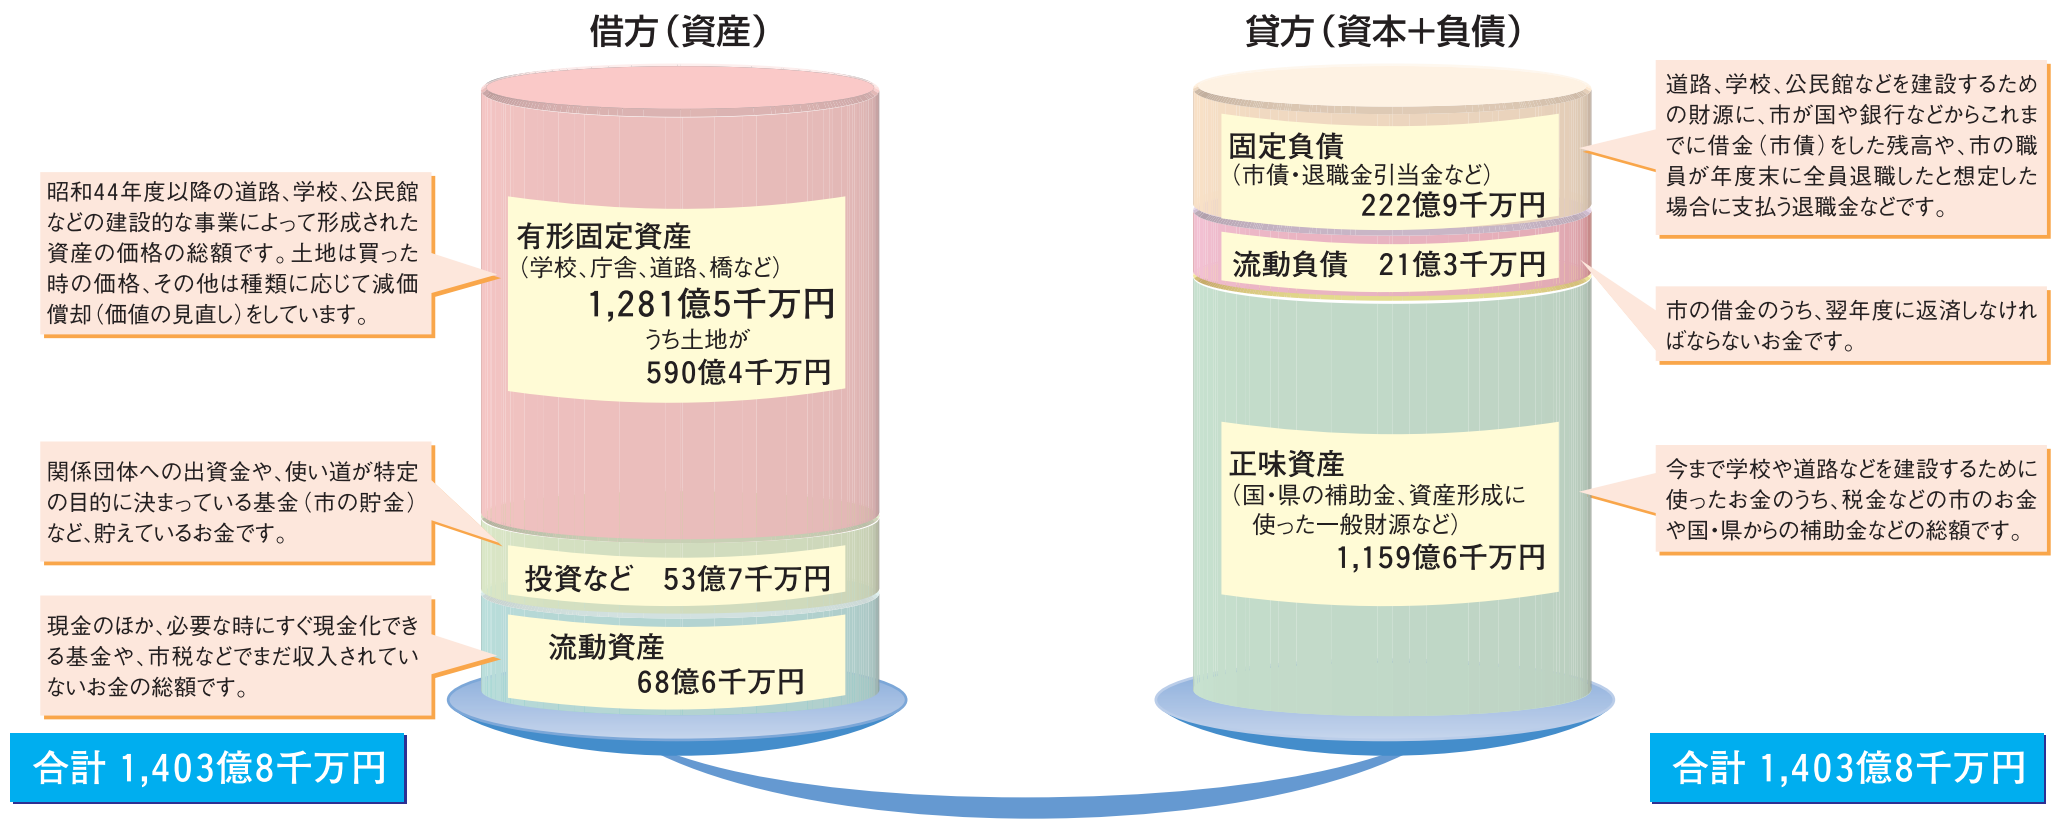 借方（資産）
昭和44年度以降の道路、学校、公民館
などの建設的な事業によって形成された
資産の価格の総額です。土地は買った
時の価格、その他は種類に応じて減価
償却（価値の見直し）をしています。
有形固定資産
（学校、庁舎、道路、橋など）
1,281億5千万円
うち土地が
590億4千万円
関係団体への出資金や、使い道が特定
の目的に決まっている基金（市の貯金）
など、貯えているお金です。
投資など　53億7千万円
現金のほか、必要な時にすぐ現金化でき
る基金や、市税などでまだ収入されてい
ないお金の総額です。
流動資産
68億6千万円
合計 1,403億8千万円
貸方（資本＋負債）
固定負債
（市債・退職金引当金など）
222億9千万円
道路、学校、公民館などを建設するため
の財源に、市が国や銀行などからこれま
でに借金（市債）をした残高や、市の職
員が年度末に全員退職したと想定した
場合に支払う退職金などです。
流動負債　21億3千万円
市の借金のうち、翌年度に返済しなけれ
ばならないお金です。
正味資産
（国・県の補助金、資産形成に
使った一般財源など）
1,159億6千万円
今まで学校や道路などを建設するために
使ったお金のうち、税金などの市のお金
や国・県からの補助金などの総額です。
合計 1,403億8千万円